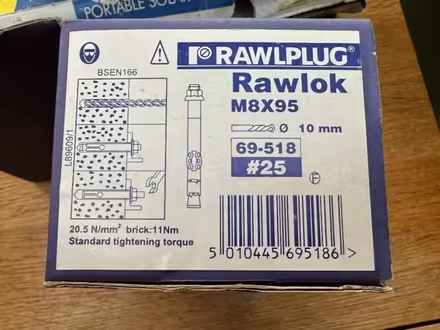 PORTABLE
BSEN166
RAWLPLUG®
Rawlok
M8X95
Ø 10 mm
69-518
#25
L89609/1
F
20.5 N/mm² brick:11Nm
Standard tightening torque
5 010445 695186 >